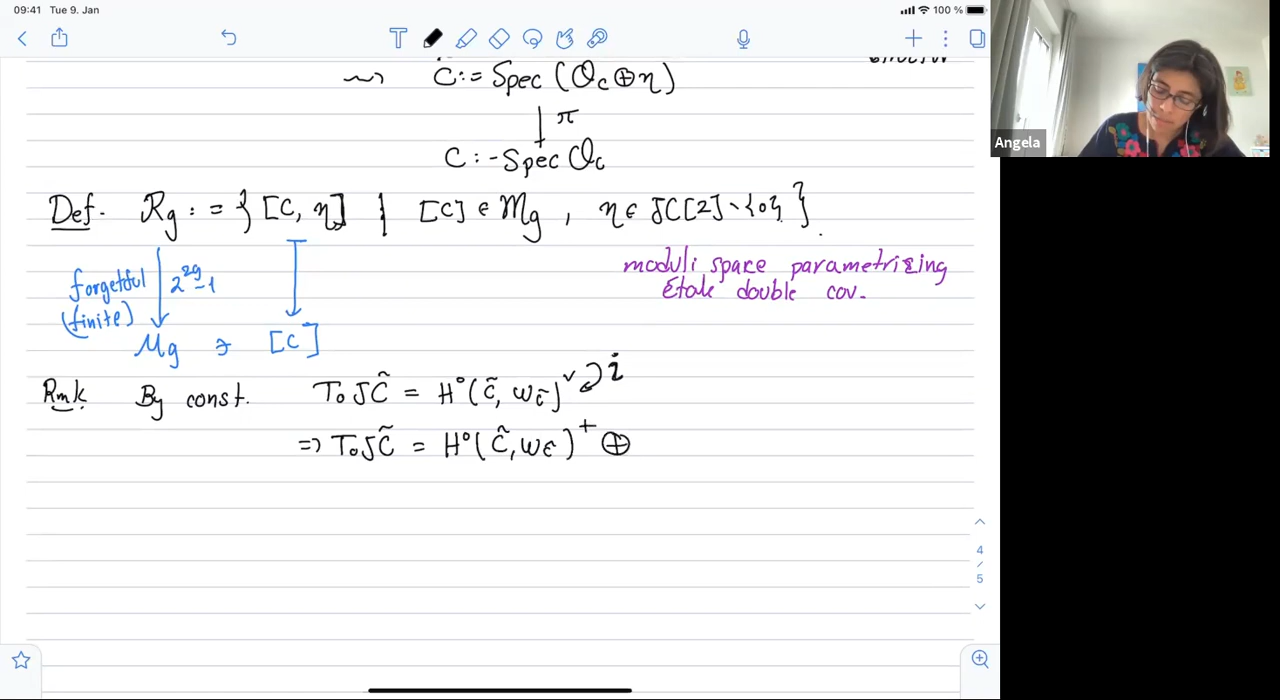 09:41 Tue 9. Jan
100 %
⇝ C̃ := Spec (𝒪_C ⊕ η)
↓ π
C := Spec 𝒪_C
Def. R_g := { [C, η] | [C] ∈ M_g , η ∈ JC[2] \ {0} } .
moduli space parametrizing
étale double cov.
forgetful 2^{2g}-1
(finite)
M_g ∋ [C]
Rmk. By const. T_0 JC̃ = H^0(C̃, ω_C̃)^∨ ↺ i
⇒ T_0 JC̃ = H^0(C̃, ω_C̃)^+ ⊕
Angela
4
/
5